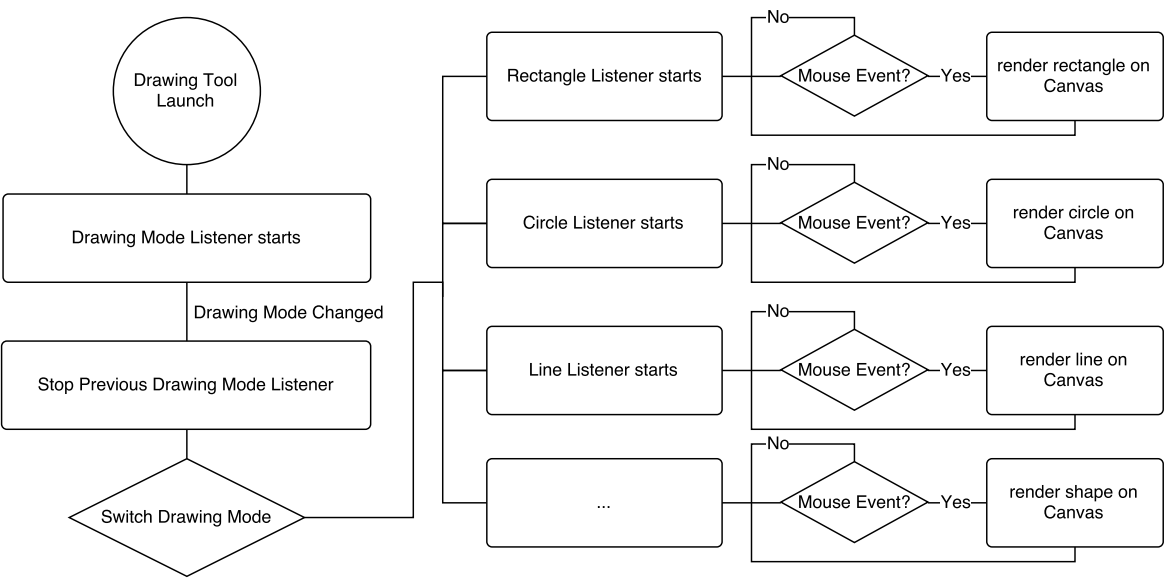 Drawing Tool
Launch
Drawing Mode Listener starts
Drawing Mode Changed
Stop Previous Drawing Mode Listener
Switch Drawing Mode
Rectangle Listener starts
No
Mouse Event?
Yes
render rectangle on
Canvas
Circle Listener starts
No
Mouse Event?
Yes
render circle on
Canvas
Line Listener starts
No
Mouse Event?
Yes
render line on
Canvas
...
No
Mouse Event?
Yes
render shape on
Canvas